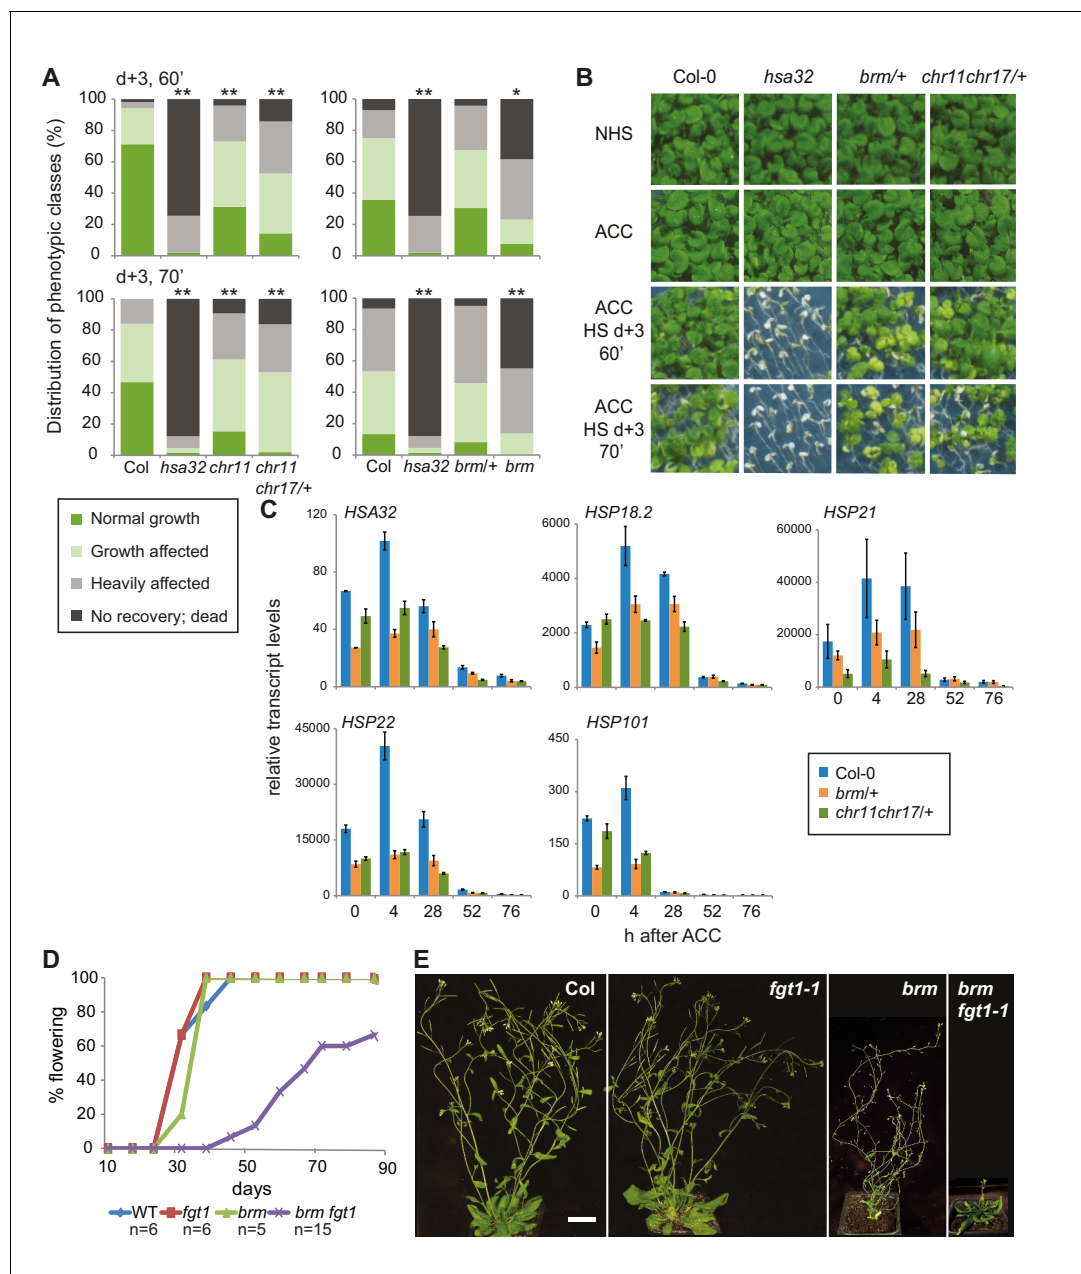 A
d+3, 60’
** ** **
** *
Distribution of phenotypic classes (%)
100
80
60
40
20
0
100
80
60
40
20
0
d+3, 70’
** ** **
** **
100
80
60
40
20
0
100
80
60
40
20
0
Col hsa32 chr11 chr11 chr17/+
Col hsa32 brm/+ brm
Normal growth
Growth affected
Heavily affected
No recovery; dead
B
Col-0 hsa32 brm/+ chr11chr17/+
NHS
ACC
ACC
HS d+3
60’
ACC
HS d+3
70’
C
relative transcript levels
HSA32
120
80
40
0
HSP18.2
6000
4000
2000
0
HSP21
60000
40000
20000
0
0 4 28 52 76
HSP22
45000
30000
15000
0
0 4 28 52 76
HSP101
450
300
150
0
0 4 28 52 76
h after ACC
Col-0
brm/+
chr11chr17/+
D
% flowering
100
80
60
40
20
0
10 30 50 70 90
days
WT fgt1 brm brm fgt1
n=6 n=6 n=5 n=15
E
Col
fgt1-1
brm
brm
fgt1-1